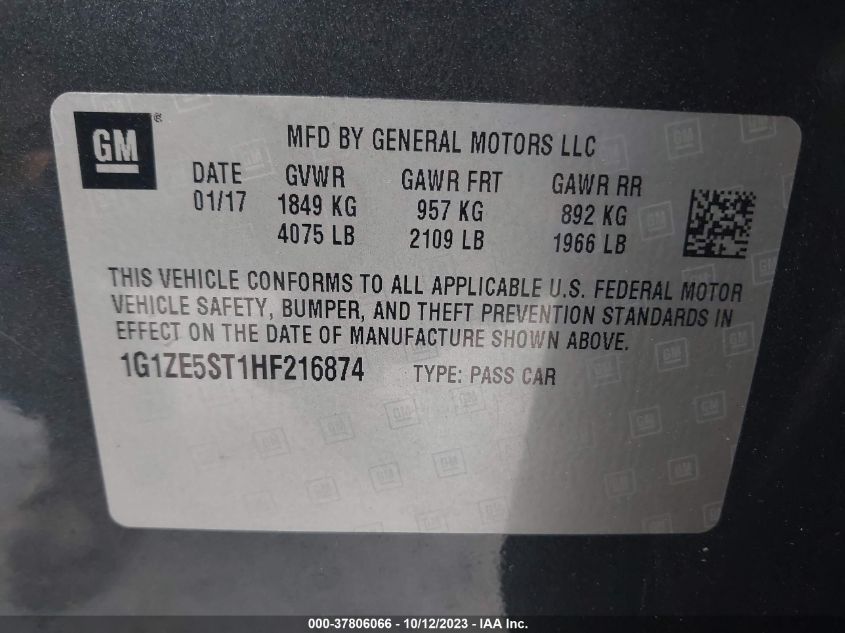 GM®
MFD BY GENERAL MOTORS LLC
DATE GVWR GAWR FRT GAWR RR
01/17 1849 KG 957 KG 892 KG
4075 LB 2109 LB 1966 LB
THIS VEHICLE CONFORMS TO ALL APPLICABLE U.S. FEDERAL MOTOR
VEHICLE SAFETY, BUMPER, AND THEFT PREVENTION STANDARDS IN
EFFECT ON THE DATE OF MANUFACTURE SHOWN ABOVE.
1G1ZE5ST1HF216874 TYPE: PASS CAR
000-37806066 - 10/12/2023 - IAA Inc.